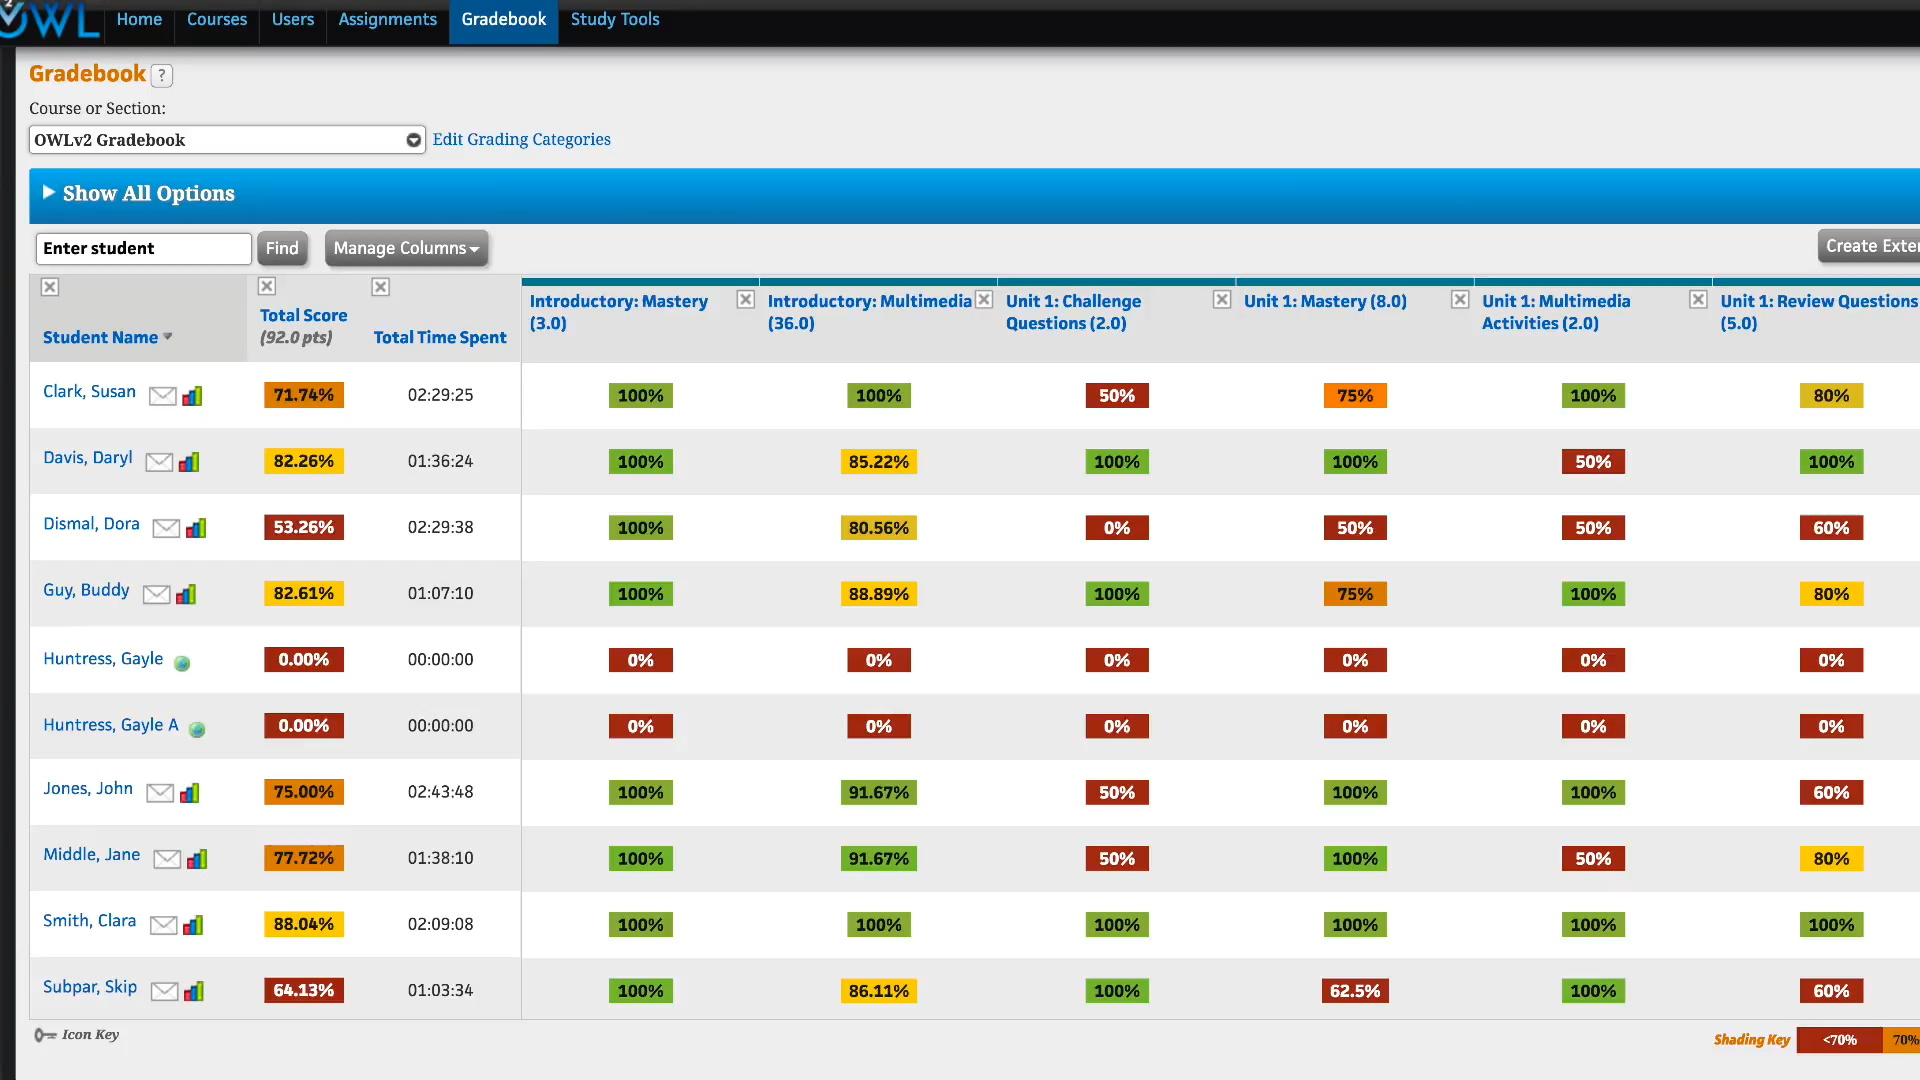 OWL Home Courses Users Assignments Gradebook Study Tools
Gradebook ?
Course or Section:
OWLv2 Gradebook Edit Grading Categories
Show All Options
Enter student Find Manage Columns Create Exte
Student Name Total Score (92.0 pts) Total Time Spent Introductory: Mastery (3.0) Introductory: Multimedia (36.0) Unit 1: Challenge Questions (2.0) Unit 1: Mastery (8.0) Unit 1: Multimedia Activities (2.0) Unit 1: Review Questions (5.0)
Clark, Susan 71.74% 02:29:25 100% 100% 50% 75% 100% 80%
Davis, Daryl 82.26% 01:36:24 100% 85.22% 100% 100% 50% 100%
Dismal, Dora 53.26% 02:29:38 100% 80.56% 0% 50% 50% 60%
Guy, Buddy 82.61% 01:07:10 100% 88.89% 100% 75% 100% 80%
Huntress, Gayle 0.00% 00:00:00 0% 0% 0% 0% 0% 0%
Huntress, Gayle A 0.00% 00:00:00 0% 0% 0% 0% 0% 0%
Jones, John 75.00% 02:43:48 100% 91.67% 50% 100% 100% 60%
Middle, Jane 77.72% 01:38:10 100% 91.67% 50% 100% 50% 80%
Smith, Clara 88.04% 02:09:08 100% 100% 100% 100% 100% 100%
Subpar, Skip 64.13% 01:03:34 100% 86.11% 100% 62.5% 100% 60%
Icon Key Shading Key <70% 70%